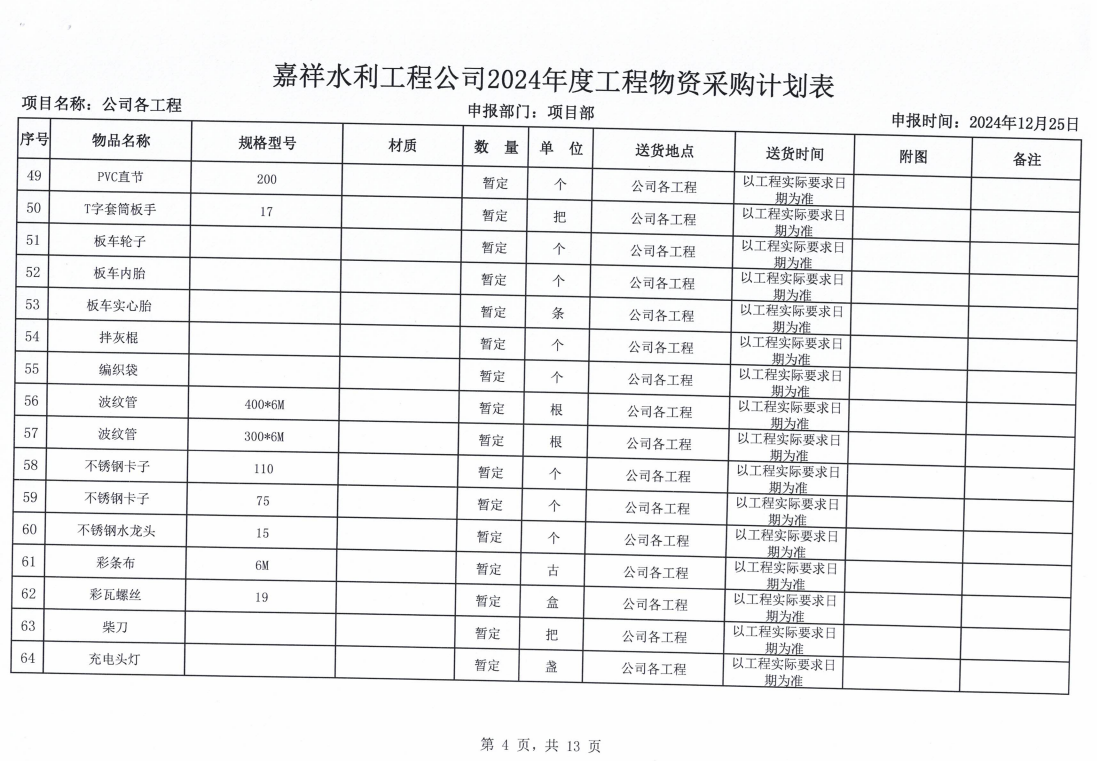 嘉祥水利工程公司2024年度工程物资采购计划表
项目名称：公司各工程 申报部门：项目部 申报时间：2024年12月25日
序号 物品名称 规格型号 材质 数 量 单 位 送货地点 送货时间 附图 备注
49 PVC直节 200 暂定 个 公司各工程 以工程实际要求日
期为准
50 T字套筒板手 17 暂定 把 公司各工程 以工程实际要求日
期为准
51 板车轮子 暂定 个 公司各工程 以工程实际要求日
期为准
52 板车内胎 暂定 个 公司各工程 以工程实际要求日
期为准
53 板车实心胎 暂定 条 公司各工程 以工程实际要求日
期为准
54 拌灰棍 暂定 个 公司各工程 以工程实际要求日
期为准
55 编织袋 暂定 个 公司各工程 以工程实际要求日
期为准
56 波纹管 400*6M 暂定 根 公司各工程 以工程实际要求日
期为准
57 波纹管 300*6M 暂定 根 公司各工程 以工程实际要求日
期为准
58 不锈钢卡子 110 暂定 个 公司各工程 以工程实际要求日
期为准
59 不锈钢卡子 75 暂定 个 公司各工程 以工程实际要求日
期为准
60 不锈钢水龙头 15 暂定 个 公司各工程 以工程实际要求日
期为准
61 彩条布 6M 暂定 古 公司各工程 以工程实际要求日
期为准
62 彩瓦螺丝 19 暂定 盒 公司各工程 以工程实际要求日
期为准
63 柴刀 暂定 把 公司各工程 以工程实际要求日
期为准
64 充电头灯 暂定 盏 公司各工程 以工程实际要求日
期为准
第 4 页，共 13 页